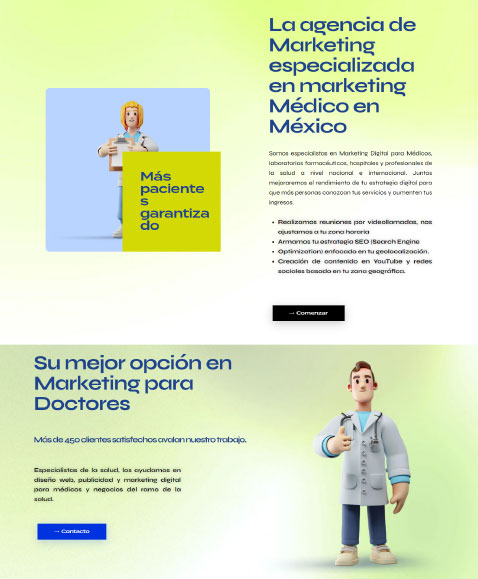 La agencia de
Marketing
especializada
en marketing
Médico en
México
Más
paciente
s
garantiza
do
Somos especialistas en Marketing Digital para Médicos,
laboratorios farmacéuticos, hospitales y profesionales de
la salud a nivel nacional e internacional. Juntos
mejoraremos el rendimiento de tu estrategia digital para
que más personas conozcan tus servicios y aumenten tus
ingresos.
• Realizamos reuniones por videollamadas, nos
ajustamos a tu zona horaria
• Armamos tu estrategia SEO (Search Engine
• Optimization) enfocada en tu geolocalización.
• Creación de contenido en YouTube y redes
sociales basada en tu zona geográfica.
→ Comenzar
Su mejor opción en
Marketing para
Doctores
Más de 450 clientes satisfechos avalan nuestro trabajo.
Especialistas de la salud, los ayudamos en
diseño web, publicidad y marketing digital
para médicos y negocios del ramo de la
salud.
→ Contacto